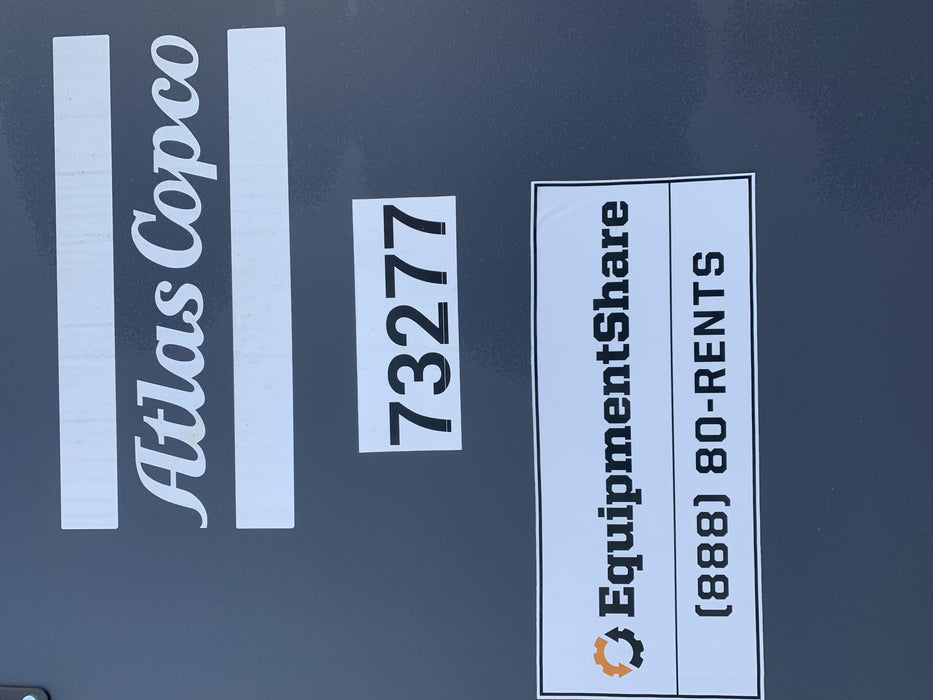 Atlas Copco
73277
EquipmentShare
(888) 80-RENTS